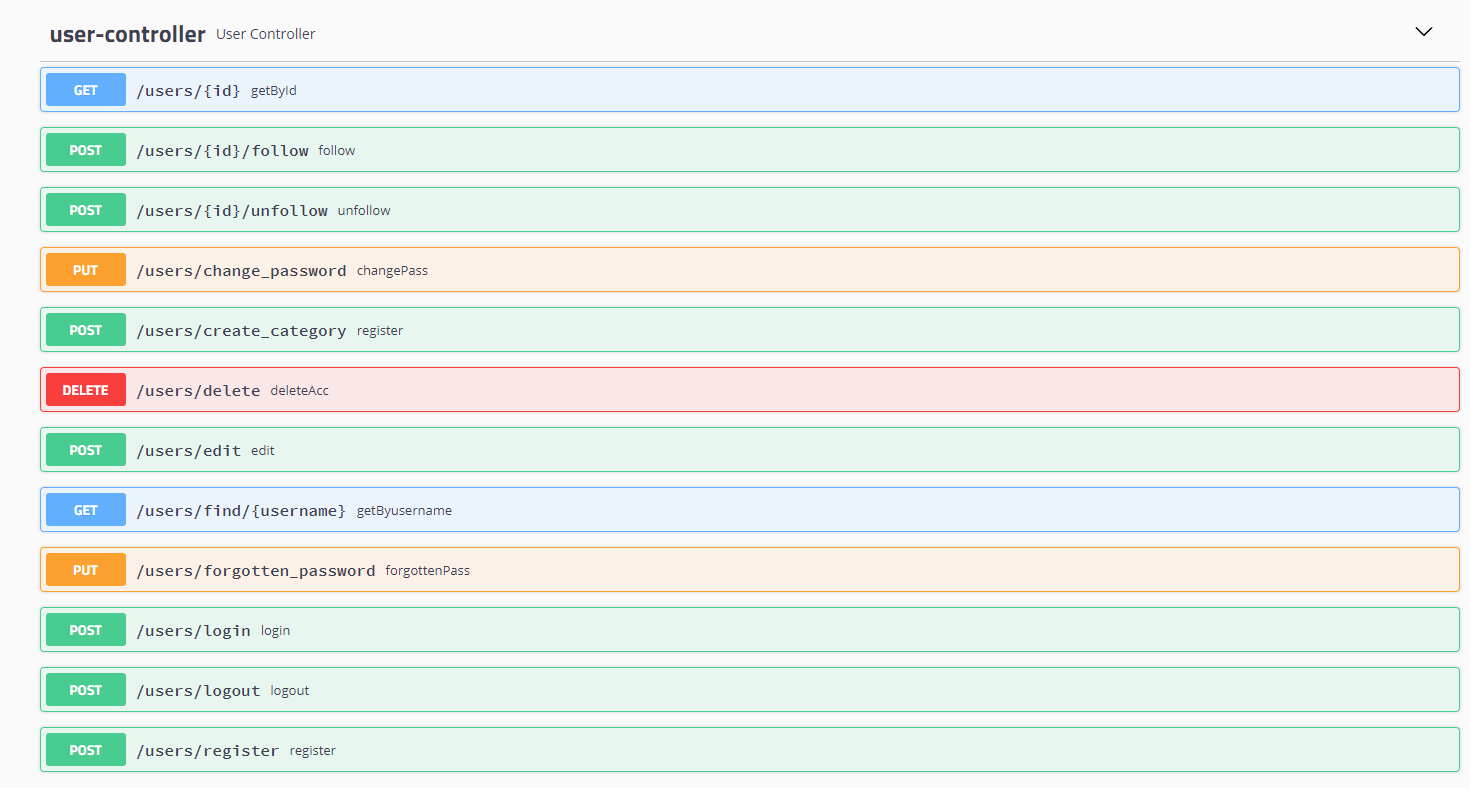 user-controller User Controller
GET /users/{id} getById
POST /users/{id}/follow follow
POST /users/{id}/unfollow unfollow
PUT /users/change_password changePass
POST /users/create_category register
DELETE /users/delete deleteAcc
POST /users/edit edit
GET /users/find/{username} getByusername
PUT /users/forgotten_password forgottenPass
POST /users/login login
POST /users/logout logout
POST /users/register register